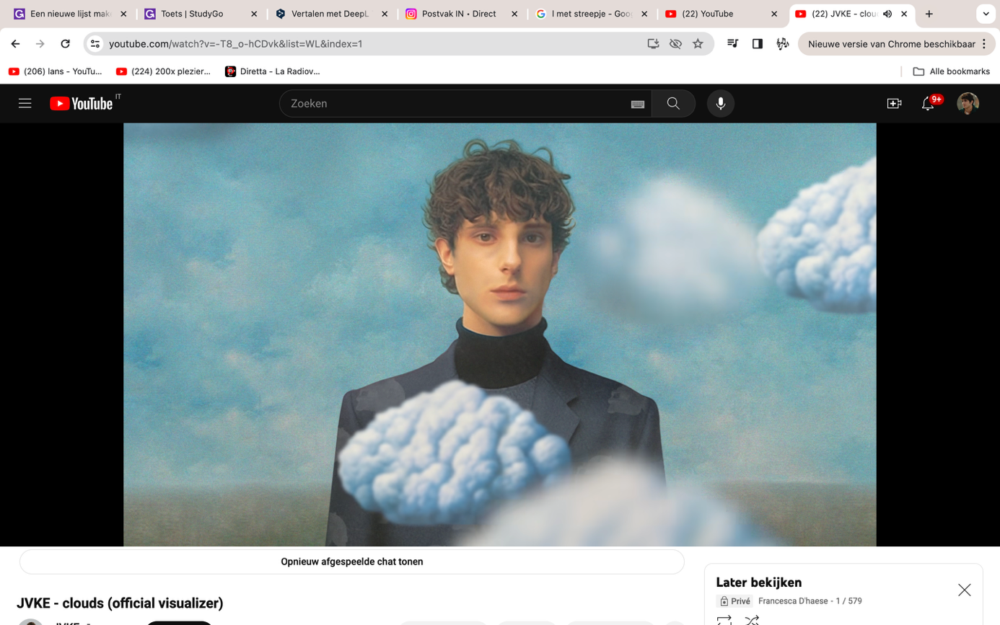 Een nieuwe lijst mak
Toets | StudyGo
Vertalen met DeepL
Postvak IN • Direct
I met streepje - Goo
(22) YouTube
(22) JVKE - clou
youtube.com/watch?v=-T8_o-hCDvk&list=WL&index=1
Nieuwe versie van Chrome beschikbaar
(206) lans - YouTu...
(224) 200x plezier...
Diretta - La Radiov...
Alle bookmarks
YouTube IT
Zoeken
9+
Opnieuw afgespeelde chat tonen
JVKE - clouds (official visualizer)
Later bekijken
Privé Francesca D'haese - 1 / 579